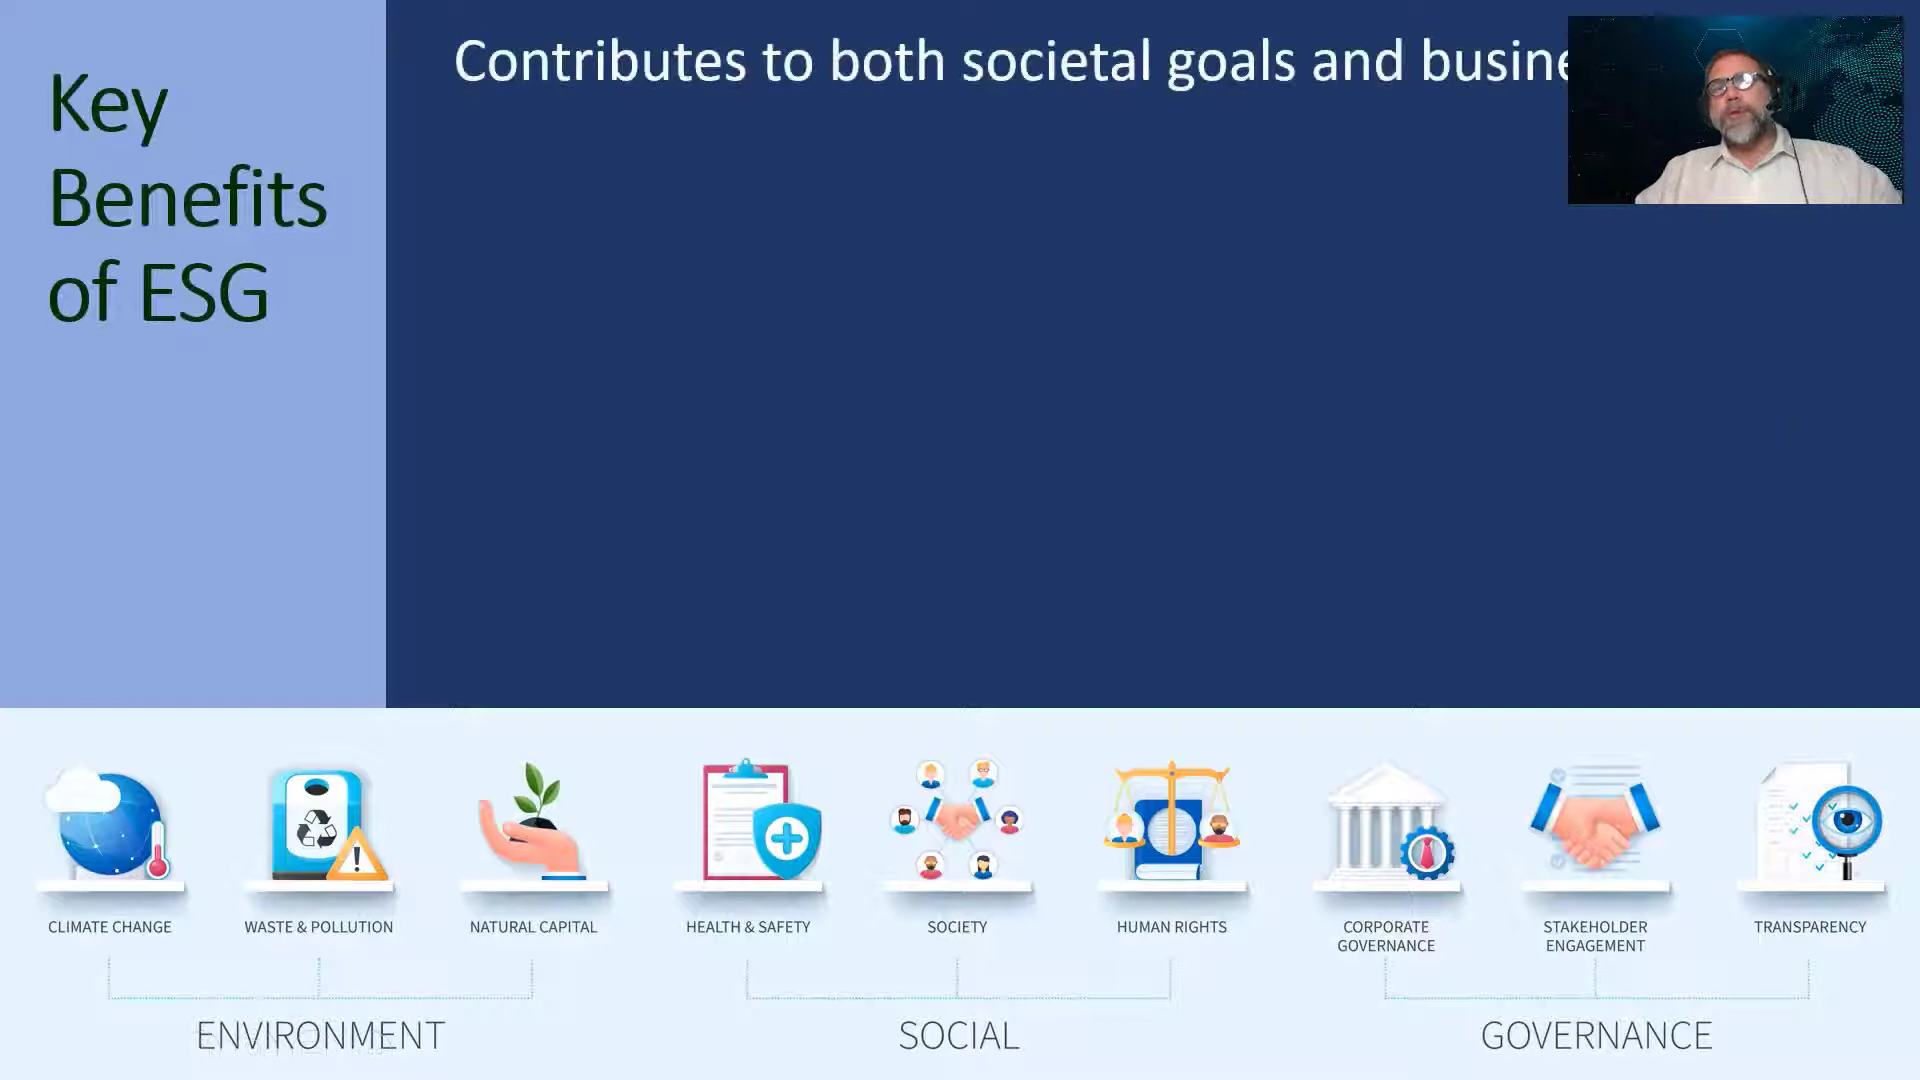 Key
Benefits
of ESG
Contributes to both societal goals and
CLIMATE CHANGE
WASTE & POLLUTION
NATURAL CAPITAL
HEALTH & SAFETY
SOCIETY
HUMAN RIGHTS
CORPORATE
GOVERNANCE
STAKEHOLDER
ENGAGEMENT
TRANSPARENCY
ENVIRONMENT
SOCIAL
GOVERNANCE